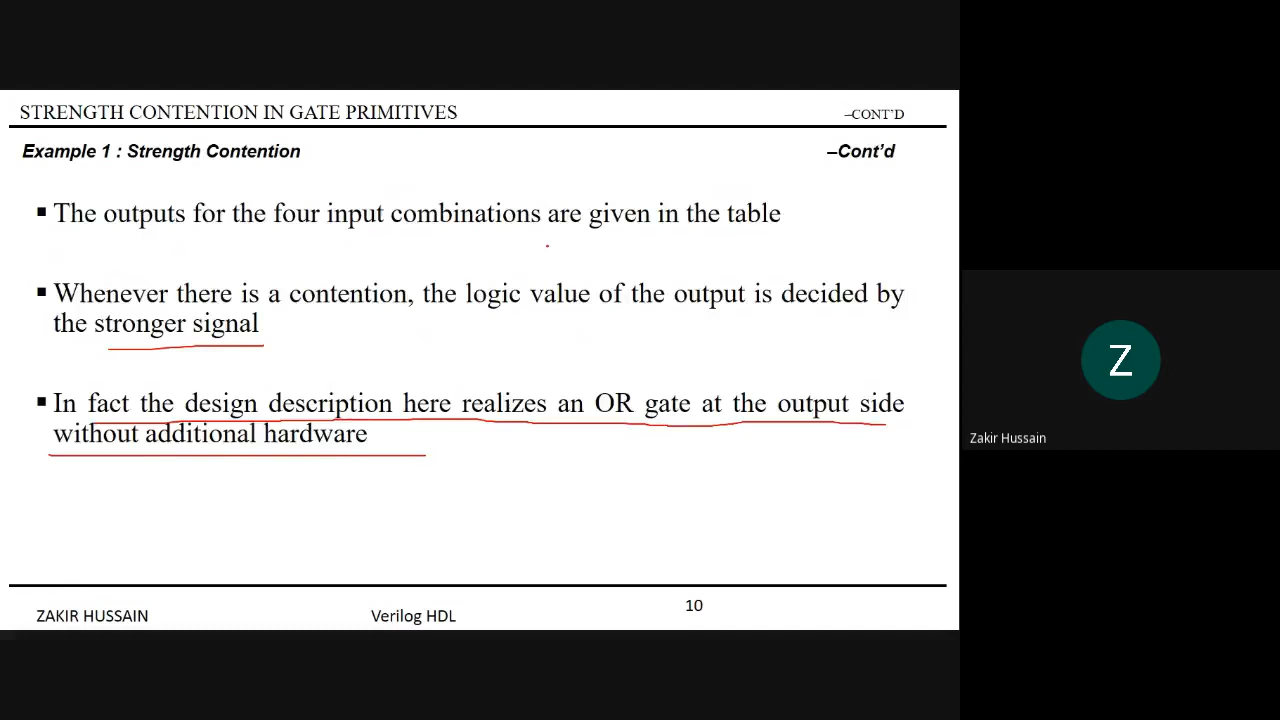 STRENGTH CONTENTION IN GATE PRIMITIVES –CONT'D
Example 1 : Strength Contention –Cont'd
▪ The outputs for the four input combinations are given in the table
▪ Whenever there is a contention, the logic value of the output is decided by
the stronger signal
▪ In fact the design description here realizes an OR gate at the output side
without additional hardware
ZAKIR HUSSAIN Verilog HDL 10
Z
Zakir Hussain